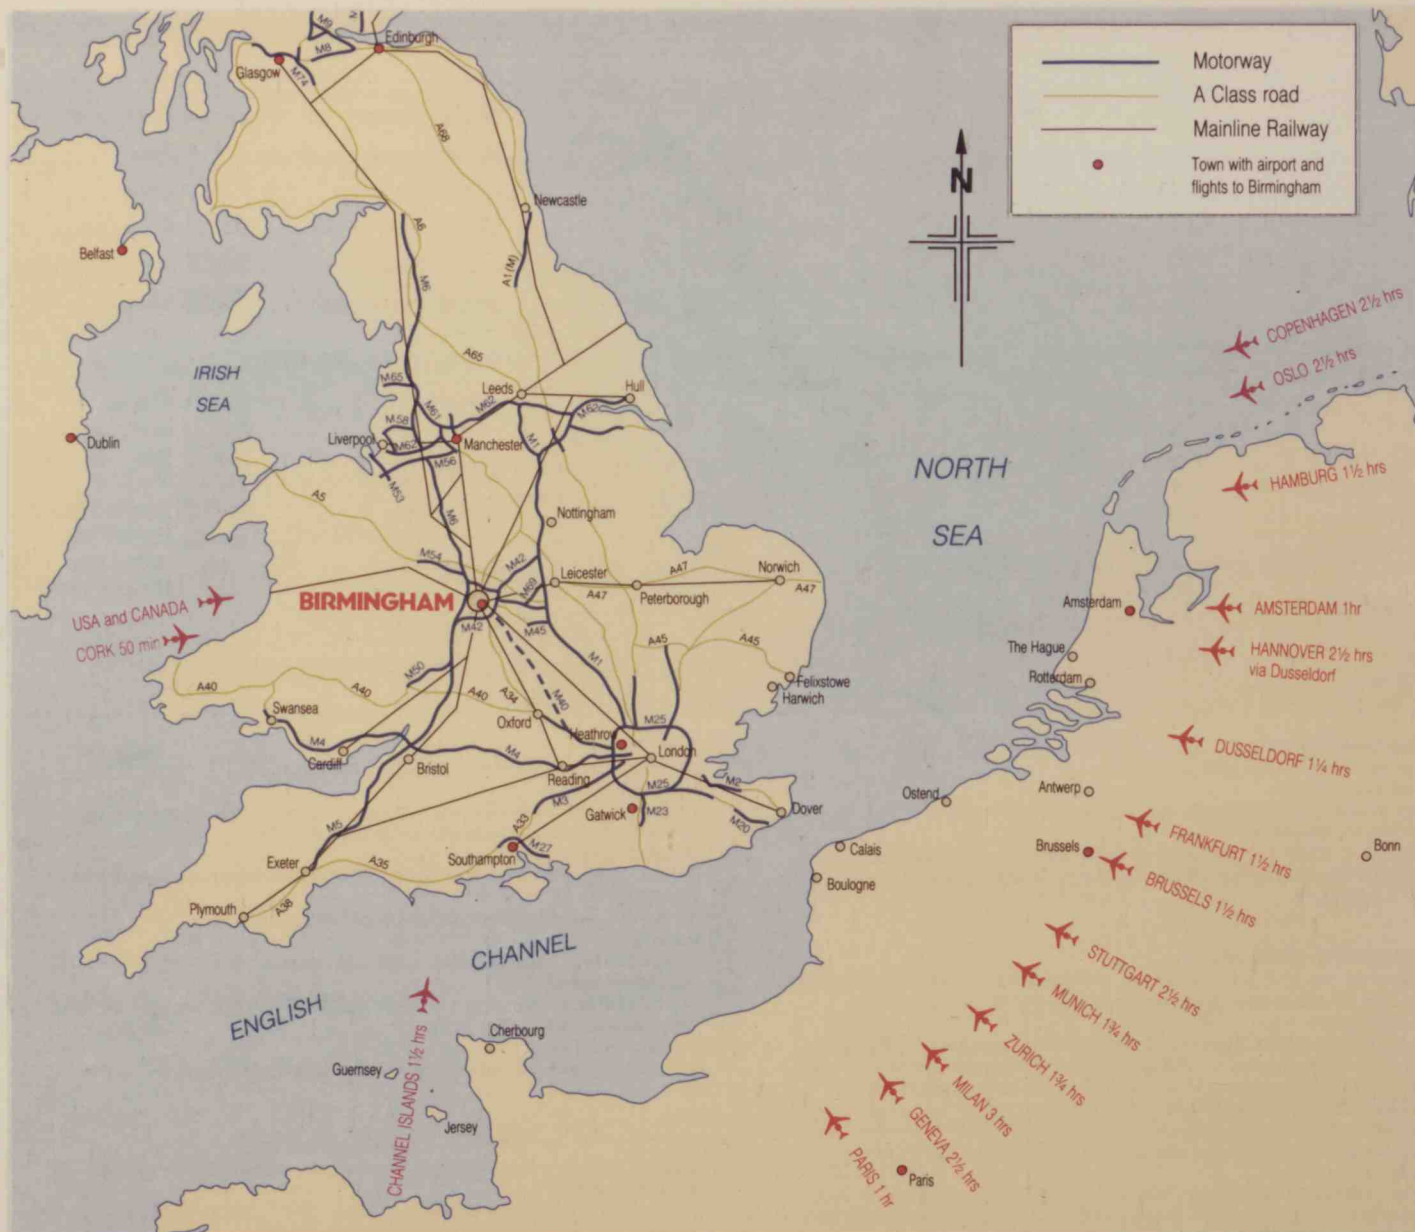 Motorway
A Class road
Mainline Railway
Town with airport and
flights to Birmingham
N
M9
M8
Edinburgh
Glasgow
M74
A68
Newcastle
A6
M6
A1 (M)
Belfast
IRISH
SEA
Dublin
A65
M65
Leeds
Hull
M61
M62
M62
M58
Liverpool
M62
Manchester
M1
M56
M53
A5
M6
Nottingham
NORTH
SEA
M54
M42
M69
Leicester
A47
Peterborough
A47
Norwich
A47
BIRMINGHAM
M42
M45
USA and CANADA
CORK 50 min
M50
M1
A45
A45
A40
A40
A40
A34
M40
Oxford
Felixstowe
Harwich
Swansea
M4
Cardiff
Bristol
M4
Reading
Heathrow
M25
London
M25
M2
M3
Gatwick
M23
M20
Dover
A33
M27
Southampton
M5
Exeter
A35
Plymouth
A38
ENGLISH
CHANNEL
CHANNEL ISLANDS 1½ hrs
Guernsey
Jersey
Cherbourg
COPENHAGEN 2½ hrs
OSLO 2½ hrs
HAMBURG 1½ hrs
Amsterdam
AMSTERDAM 1hr
The Hague
HANNOVER 2½ hrs
via Dusseldorf
Rotterdam
DUSSELDORF 1¼ hrs
Antwerp
Ostend
FRANKFURT 1½ hrs
Calais
Brussels
BRUSSELS 1½ hrs
Bonn
Boulogne
STUTTGART 2½ hrs
MUNICH 1¾ hrs
ZURICH 1¾ hrs
MILAN 3 hrs
GENEVA 2½ hrs
PARIS 1 hr
Paris